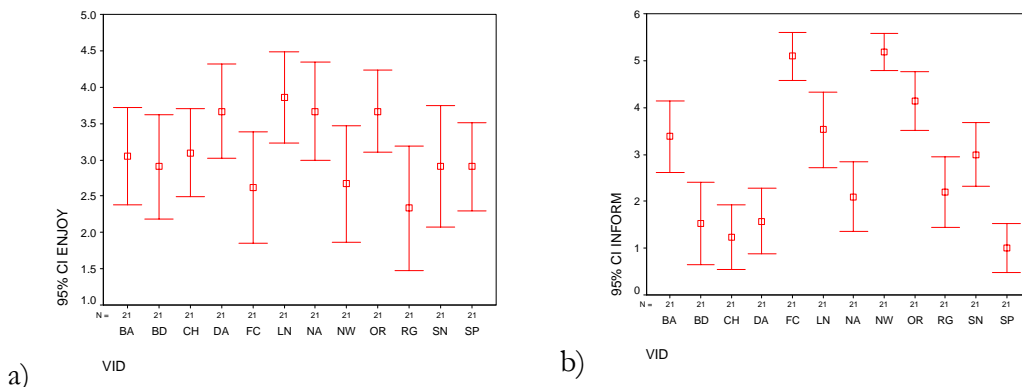 95% CI ENJOY
5.0
4.5
4.0
3.5
3.0
2.5
2.0
1.5
1.0
N = 21 21 21 21 21 21 21 21 21 21 21 21
BA BD CH DA FC LN NA NW OR RG SN SP
VID
a)
95% CI INFORM
6
5
4
3
2
1
0
N = 21 21 21 21 21 21 21 21 21 21 21 21
BA BD CH DA FC LN NA NW OR RG SN SP
VID
b)